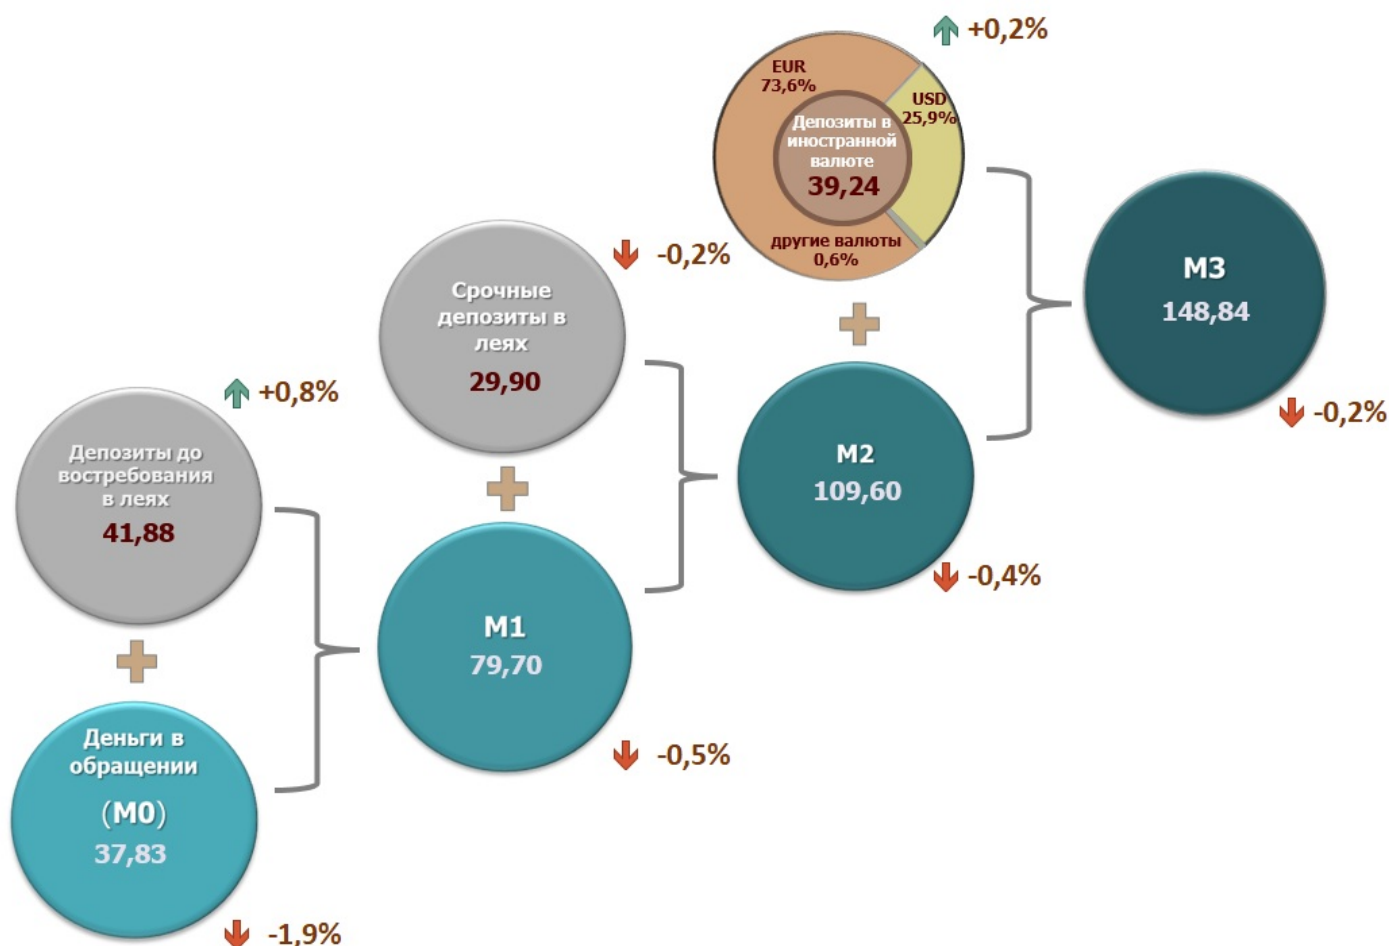 +0,2%
EUR
73,6%
USD
25,9%
Депозиты в
иностранной
валюте
39,24
другие валюты
0,6%
-0,2%
Срочные
депозиты в
леях
29,90
M3
148,84
-0,2%
+0,8%
Депозиты до
востребования
в леях
41,88
M2
109,60
-0,4%
M1
79,70
-0,5%
Деньги в
обращении
(M0)
37,83
-1,9%